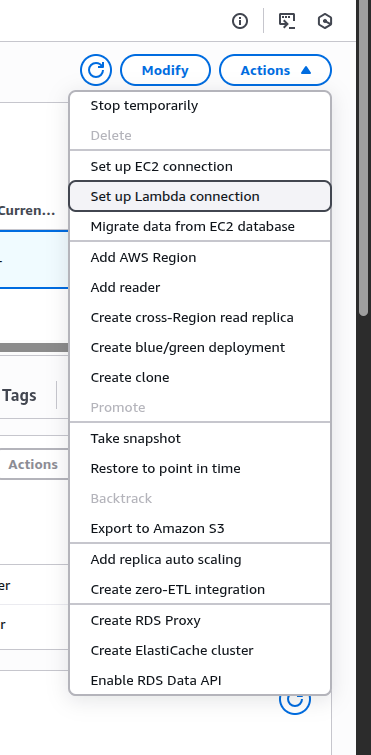 Modify
Actions
Stop temporarily
Delete
Set up EC2 connection
Set up Lambda connection
Migrate data from EC2 database
Add AWS Region
Add reader
Create cross-Region read replica
Create blue/green deployment
Create clone
Promote
Take snapshot
Restore to point in time
Backtrack
Export to Amazon S3
Add replica auto scaling
Create zero-ETL integration
Create RDS Proxy
Create ElastiCache cluster
Enable RDS Data API
Curren...
Tags
Actions
er
r